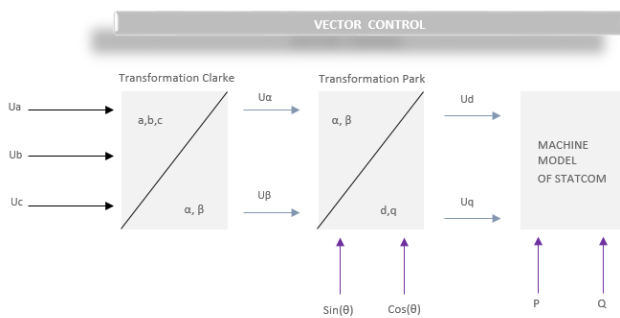 VECTOR CONTROL
Transformation Clarke
Transformation Park
Ua
Ub
Uc
a,b,c
α, β
Uα
Uβ
α, β
d,q
Ud
Uq
MACHINE
MODEL
OF STATCOM
Sin(θ)
Cos(θ)
P
Q